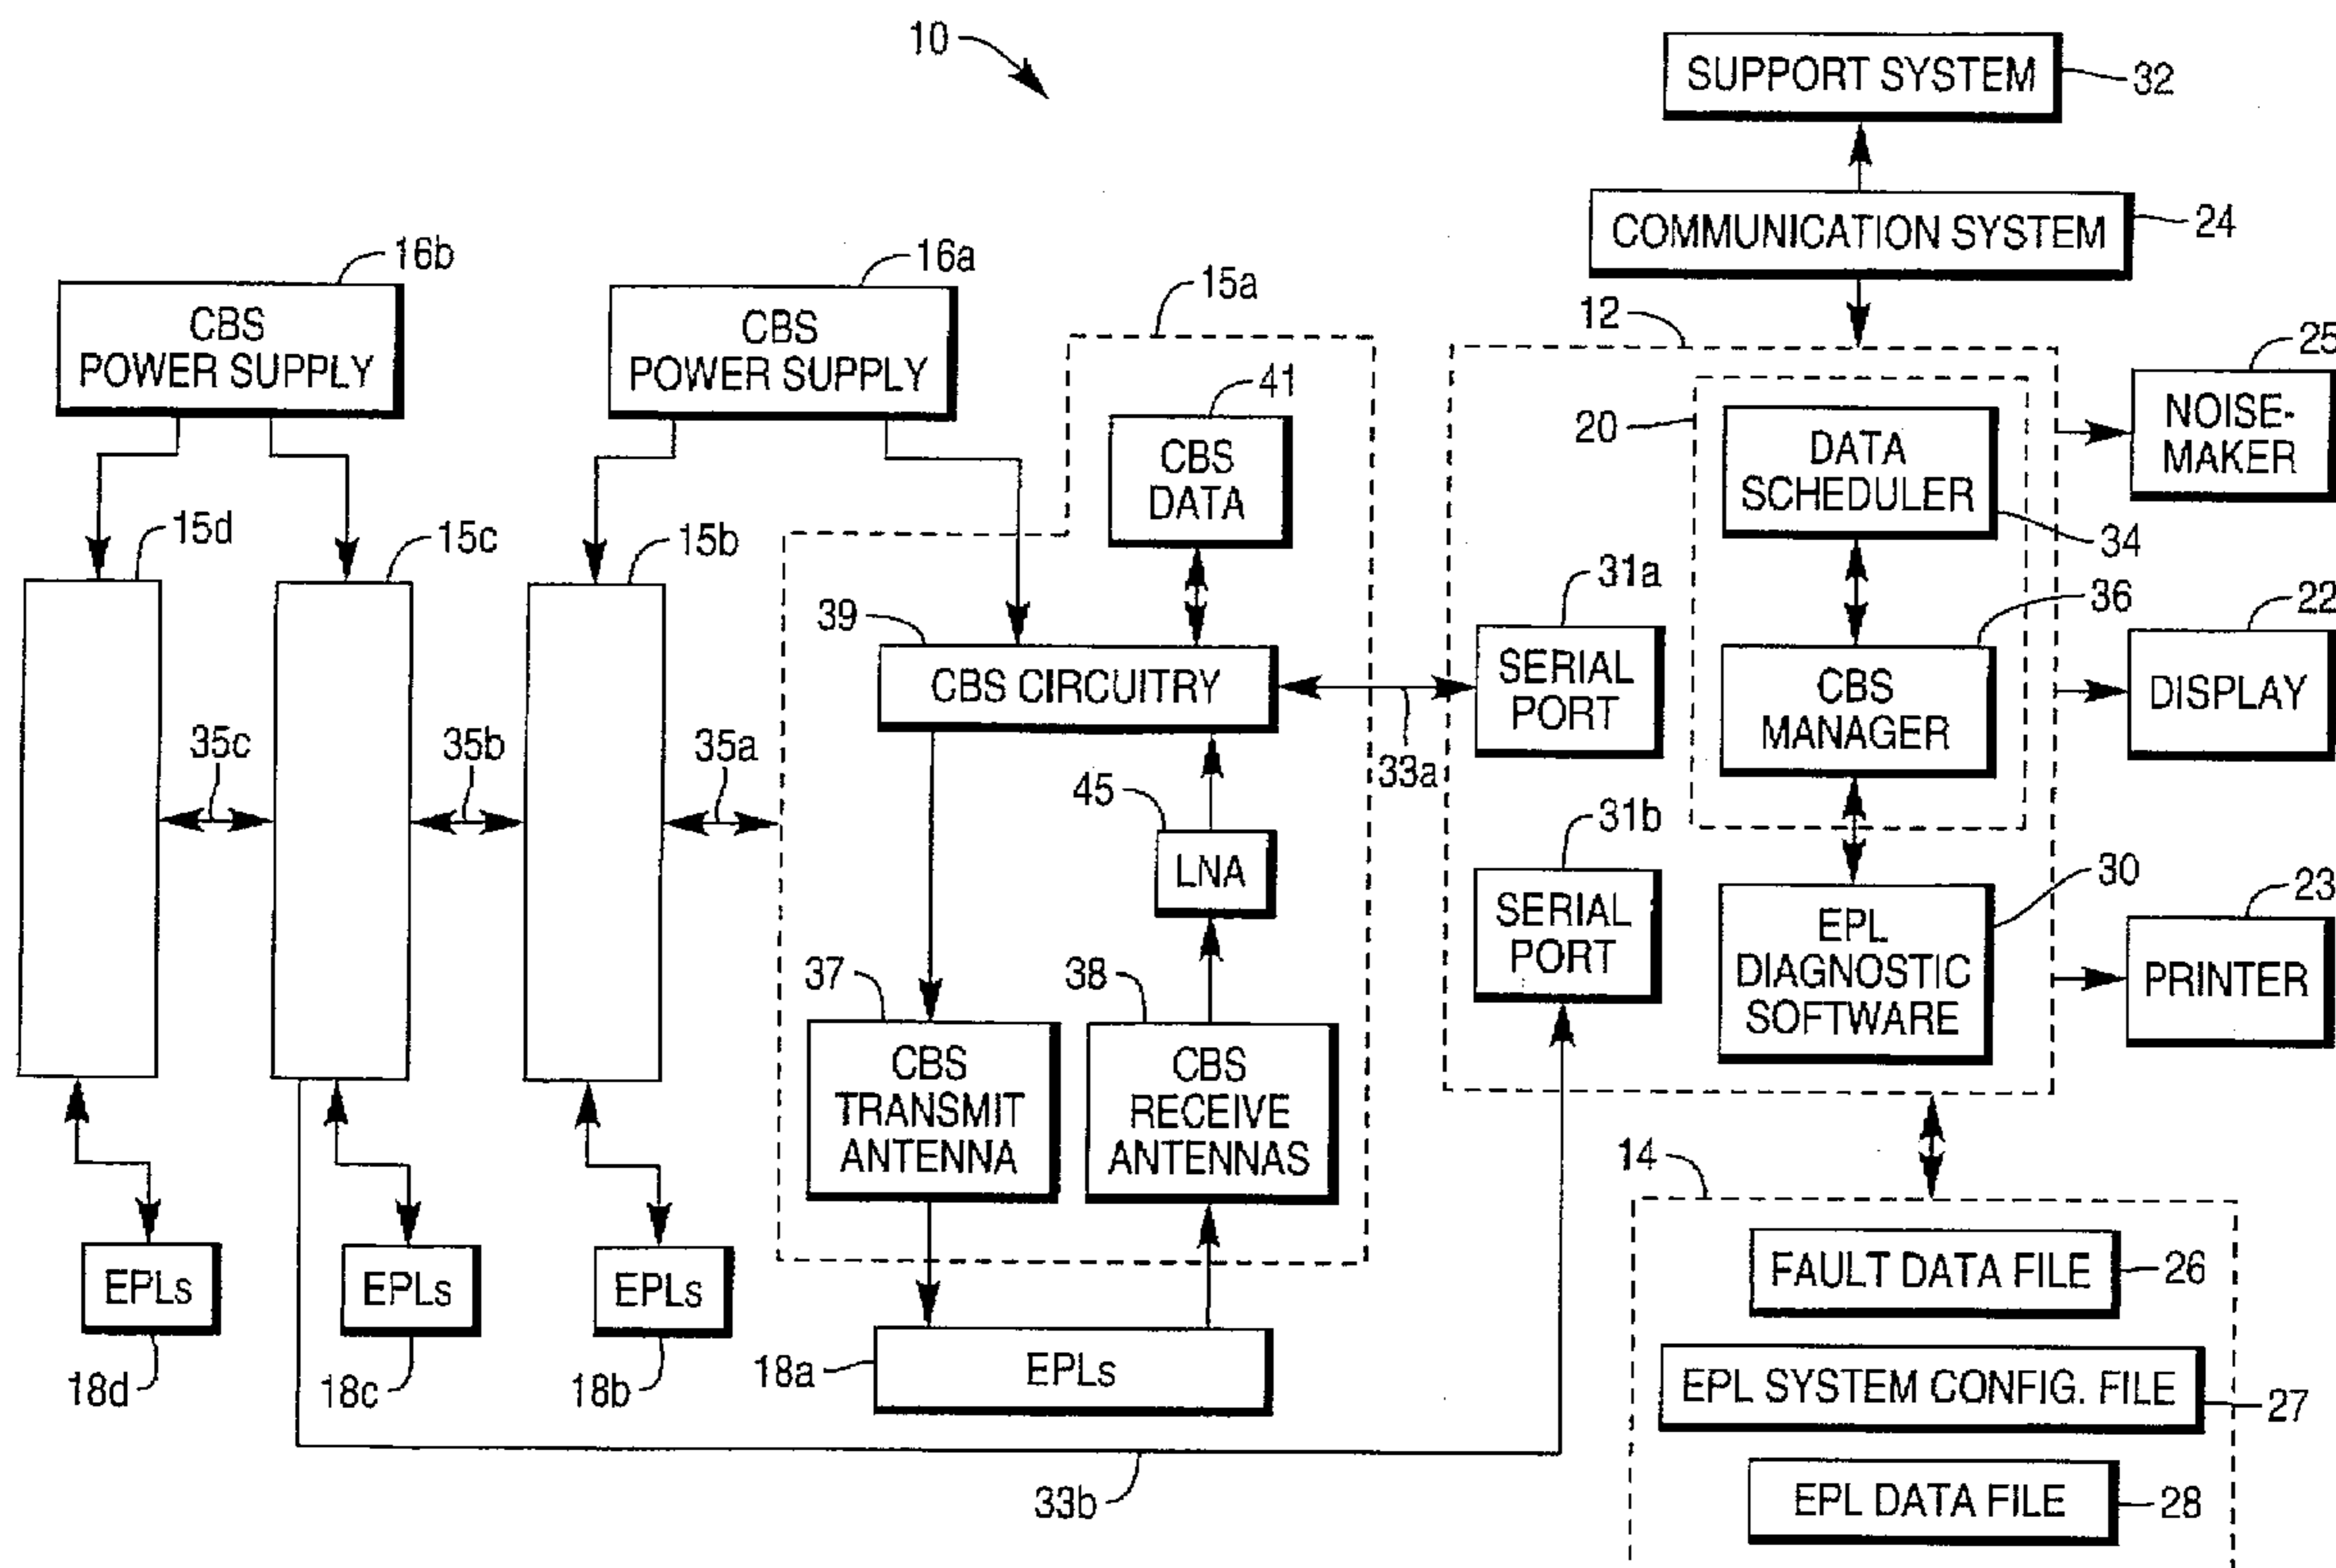 10
SUPPORT SYSTEM
32
COMMUNICATION SYSTEM
24
16b
CBS
POWER SUPPLY
16a
CBS
POWER SUPPLY
15a
12
25
NOISE-
MAKER
41
CBS
DATA
20
DATA
SCHEDULER
34
15d
15c
15b
39
CBS CIRCUITRY
31a
SERIAL
PORT
36
CBS
MANAGER
22
DISPLAY
35c
35b
35a
33a
45
LNA
31b
SERIAL
PORT
30
EPL
DIAGNOSTIC
SOFTWARE
23
PRINTER
37
CBS
TRANSMIT
ANTENNA
38
CBS
RECEIVE
ANTENNAS
14
EPLs
18d
EPLs
18c
EPLs
18b
18a
EPLs
FAULT DATA FILE
26
EPL SYSTEM CONFIG. FILE
27
33b
EPL DATA FILE
28